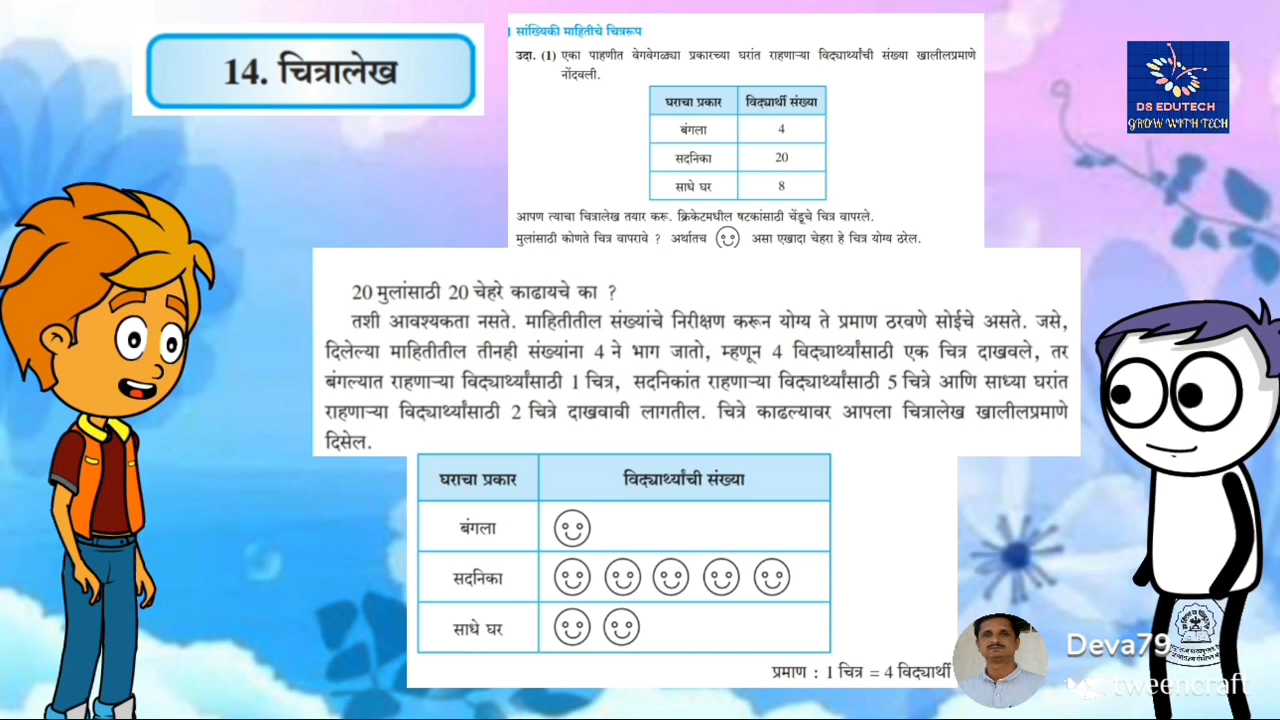 14. चित्रालेख
सांख्यिकी माहितीचे चित्ररूप
उदा. (1) एका पाहणीत वेगवेगळ्या प्रकारच्या घरांत राहणाऱ्या विद्यार्थ्यांची संख्या खालीलप्रमाणे
नोंदवली.
घराचा प्रकार विद्यार्थी संख्या
बंगला 4
सदनिका 20
साधे घर 8
आपण त्याचा चित्रालेख तयार करू. क्रिकेटमधील षटकांसाठी चेंडूचे चित्र वापरले.
मुलांसाठी कोणते चित्र वापरावे ? अर्थातच असा एखादा चेहरा हे चित्र योग्य ठरेल.
DS EDUTECH
GROW WITH TECH
20 मुलांसाठी 20 चेहरे काढायचे का ?
तशी आवश्यकता नसते. माहितीतील संख्यांचे निरीक्षण करून योग्य ते प्रमाण ठरवणे सोईचे असते. जसे,
दिलेल्या माहितीतील तीनही संख्यांना 4 ने भाग जातो, म्हणून 4 विद्यार्थ्यांसाठी एक चित्र दाखवले, तर
बंगल्यात राहणाऱ्या विद्यार्थ्यांसाठी 1 चित्र, सदनिकांत राहणाऱ्या विद्यार्थ्यांसाठी 5 चित्रे आणि साध्या घरांत
राहणाऱ्या विद्यार्थ्यांसाठी 2 चित्रे दाखवावी लागतील. चित्रे काढल्यावर आपला चित्रालेख खालीलप्रमाणे
दिसेल.
घराचा प्रकार विद्यार्थ्यांची संख्या
बंगला
सदनिका
साधे घर
प्रमाण : 1 चित्र = 4 विद्यार्थी
Deva79
tweencraft